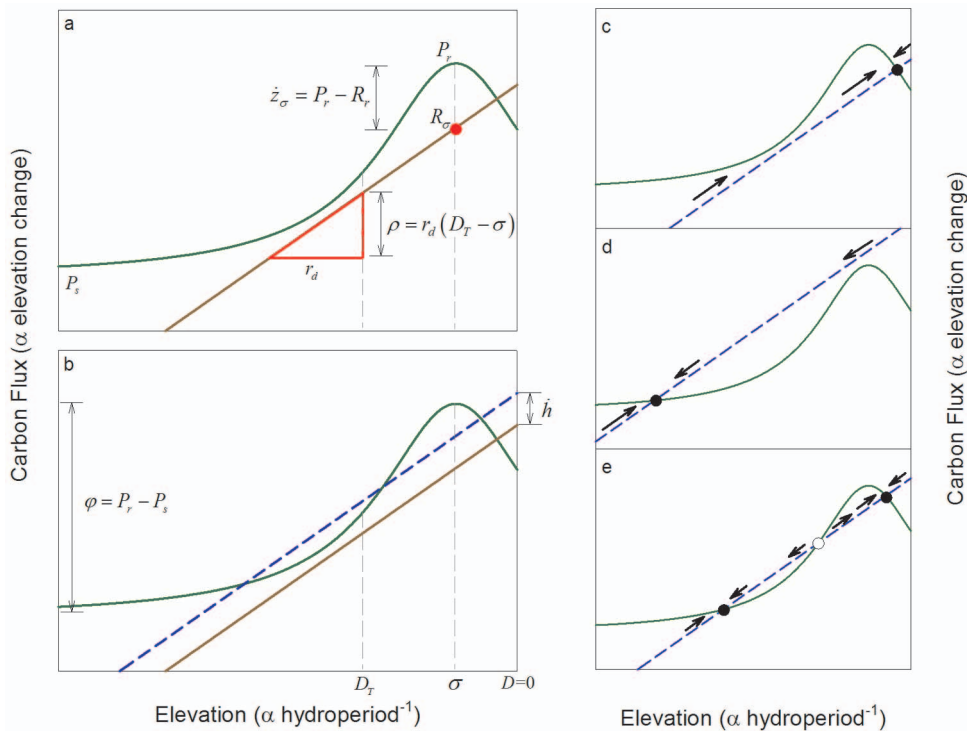 a
P_r
ż_σ = P_r − R_r
R_σ
ρ = r_d (D_T − σ)
r_d
P_s
b
ḣ
φ = P_r − P_s
D_T
σ
D=0
Elevation (α hydroperiod⁻¹)
Carbon Flux (α elevation change)
c
d
e
Elevation (α hydroperiod⁻¹)
Carbon Flux (α elevation change)